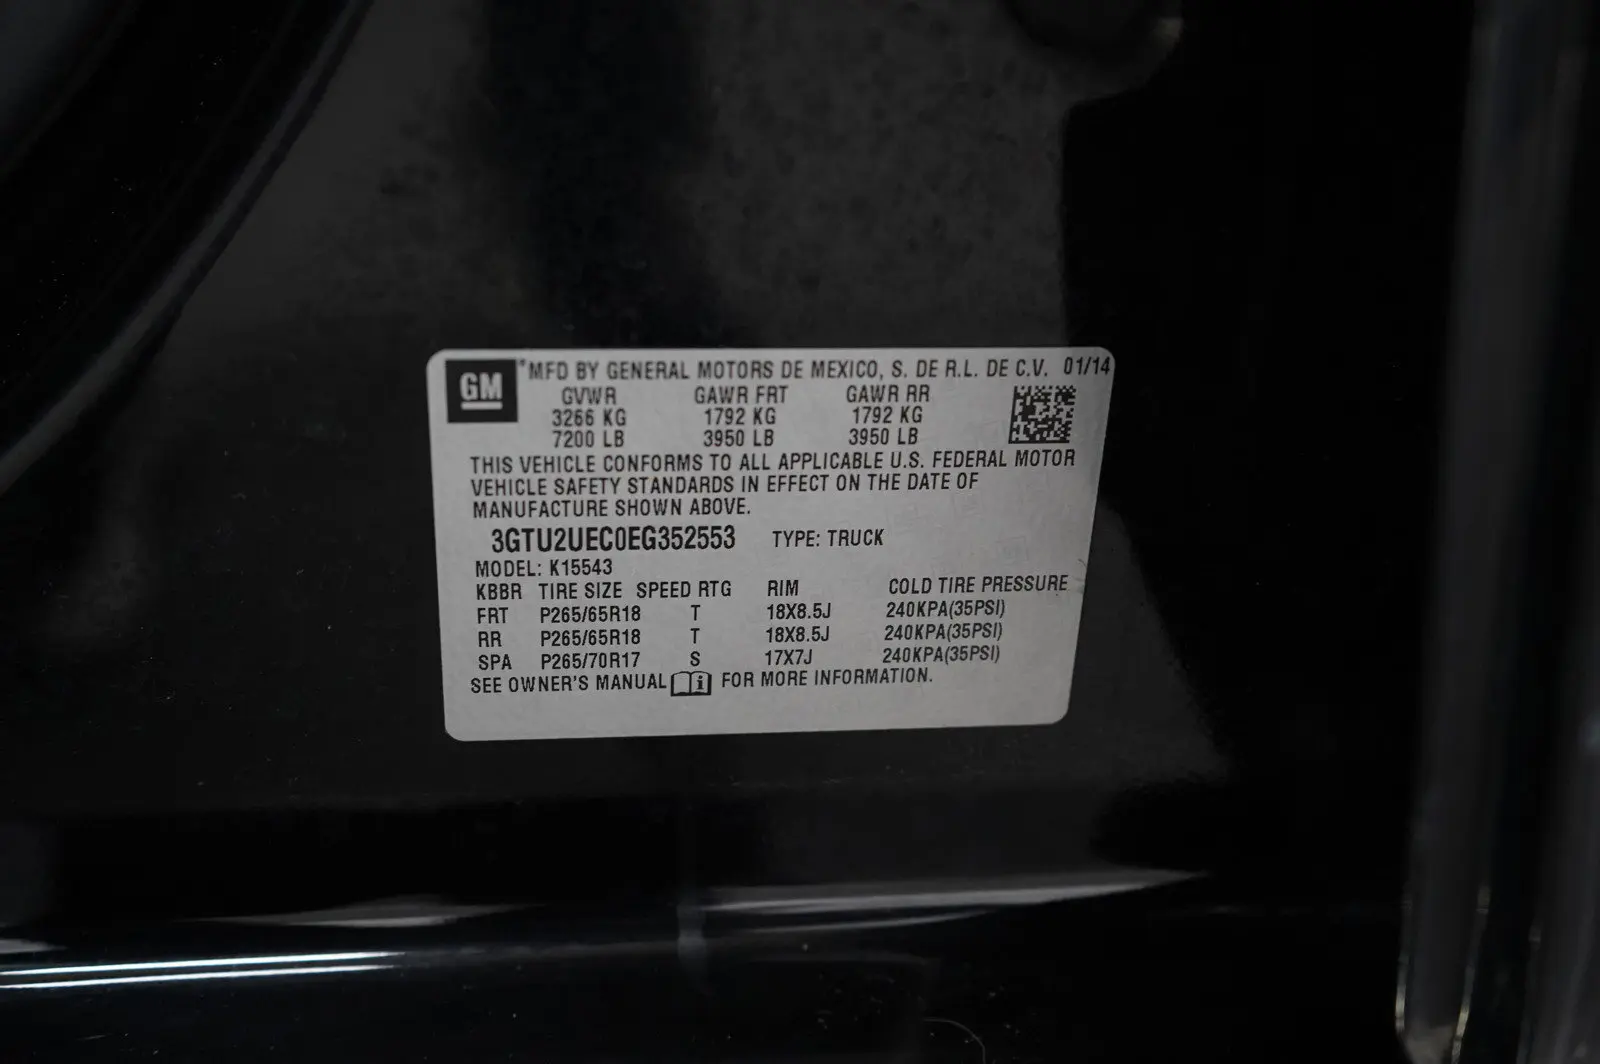 GM *MFD BY GENERAL MOTORS DE MEXICO, S. DE R.L. DE C.V. 01/14
GVWR GAWR FRT GAWR RR
3266 KG 1792 KG 1792 KG
7200 LB 3950 LB 3950 LB
THIS VEHICLE CONFORMS TO ALL APPLICABLE U.S. FEDERAL MOTOR
VEHICLE SAFETY STANDARDS IN EFFECT ON THE DATE OF
MANUFACTURE SHOWN ABOVE.
3GTU2UEC0EG352553 TYPE: TRUCK
MODEL: K15543
KBBR TIRE SIZE SPEED RTG RIM COLD TIRE PRESSURE
FRT P265/65R18 T 18X8.5J 240KPA(35PSI)
RR P265/65R18 T 18X8.5J 240KPA(35PSI)
SPA P265/70R17 S 17X7J 240KPA(35PSI)
SEE OWNER'S MANUAL i FOR MORE INFORMATION.